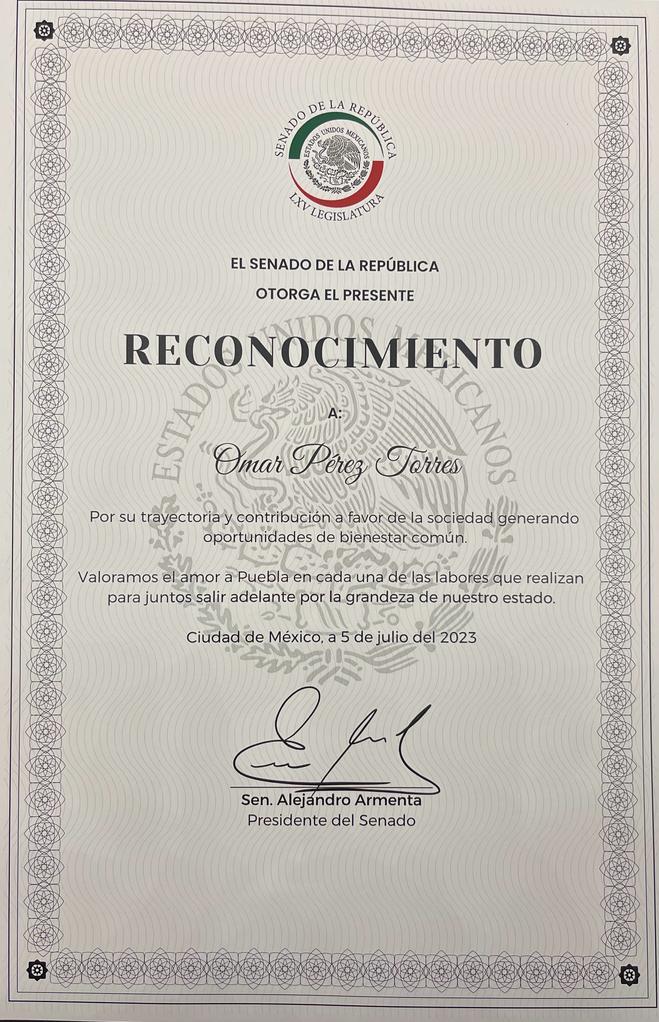 SENADO DE LA REPÚBLICA
ESTADOS UNIDOS MEXICANOS
LXV LEGISLATURA
EL SENADO DE LA REPÚBLICA
OTORGA EL PRESENTE
ESTADOS UNIDOS MEXICANOS
RECONOCIMIENTO
A:
Omar Pérez Torres
Por su trayectoria y contribución a favor de la sociedad generando
oportunidades de bienestar común.
Valoramos el amor a Puebla en cada una de las labores que realizan
para juntos salir adelante por la grandeza de nuestro estado.
Ciudad de México, a 5 de julio del 2023
Sen. Alejandro Armenta
Presidente del Senado